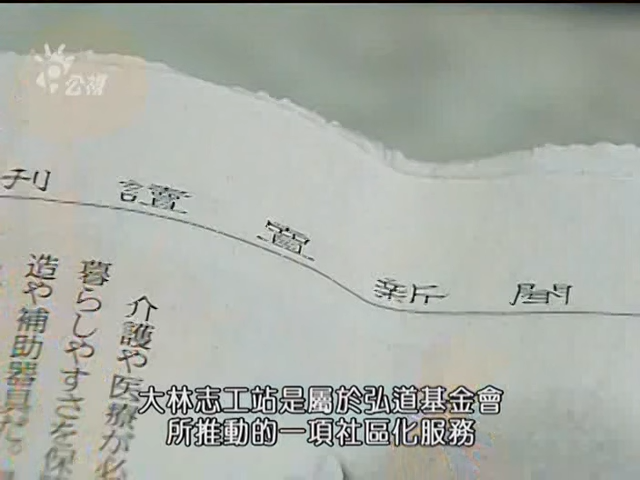 公視
刊 讀賣新聞
介護や医療が必
暮らしやすさを保
造や補助器具だ。
大林志工站是屬於弘道基金會
所推動的一項社區化服務